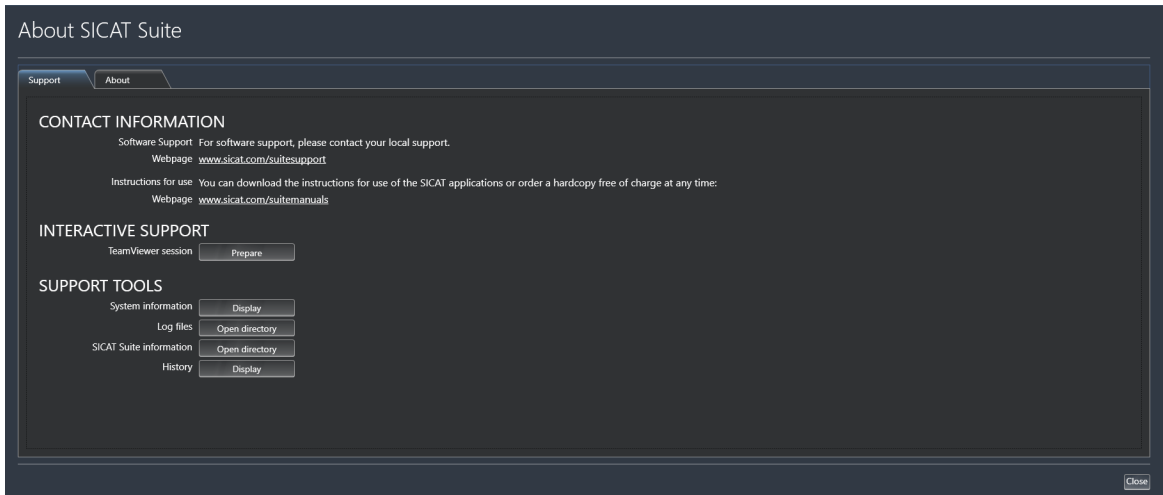 About SICAT Suite
Support About
CONTACT INFORMATION
Software Support For software support, please contact your local support.
Webpage www.sicat.com/suitesupport
Instructions for use You can download the instructions for use of the SICAT applications or order a hardcopy free of charge at any time:
Webpage www.sicat.com/suitemanuals
INTERACTIVE SUPPORT
TeamViewer session Prepare
SUPPORT TOOLS
System information Display
Log files Open directory
SICAT Suite information Open directory
History Display
Close